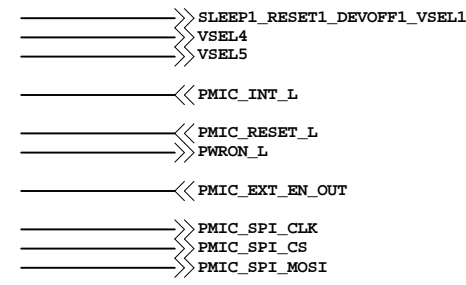 SLEEP1_RESET1_DEVOFF1_VSEL1
VSEL4
VSEL5
PMIC_INT_L
PMIC_RESET_L
PWRON_L
PMIC_EXT_EN_OUT
PMIC_SPI_CLK
PMIC_SPI_CS
PMIC_SPI_MOSI